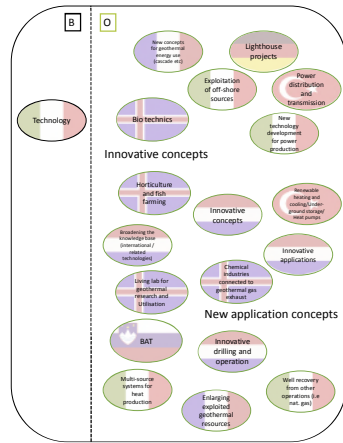 B
O
Technology
New concepts
for geothermal
energy use
(cascade etc)
Lighthouse
projects
Exploitation
of off-shore
sources
Power
distribution
and
transmission
Bio technics
New
technology
development
for power
production
Innovative concepts
Horticulture
and fish
farming
Innovative
concepts
Renewable
heating and
cooling/Under
ground storage/
Heat pumps
Broadening the
knowledge base
(international /
related
technologies)
Innovative
applications
Living lab for
geothermal
research and
Utilisation
Chemical
industries
connected to
geothermal gas
exhaust
New application concepts
BAT
Innovative
drilling and
operation
Multi-source
systems for
heat
production
Enlarging
exploited
geothermal
resources
Well recovery
from other
operations (i.e
nat. gas)